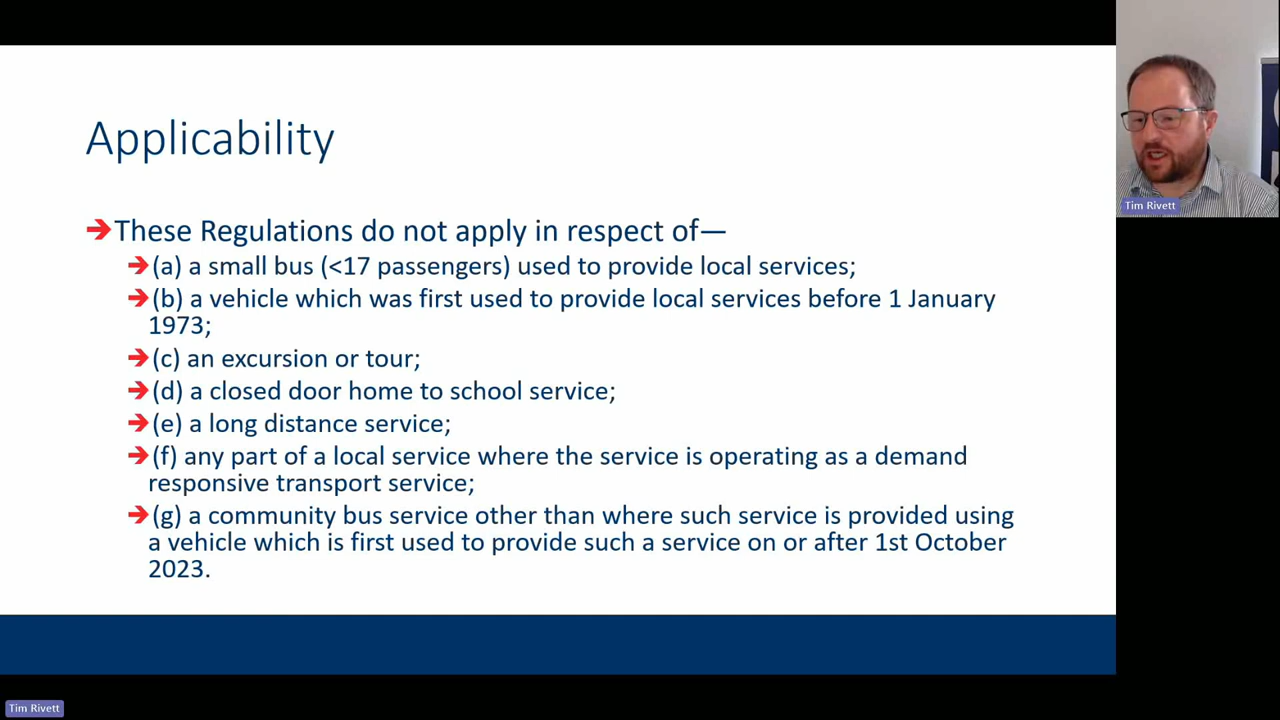 Applicability
➔These Regulations do not apply in respect of—
➔(a) a small bus (<17 passengers) used to provide local services;
➔(b) a vehicle which was first used to provide local services before 1 January
1973;
➔(c) an excursion or tour;
➔(d) a closed door home to school service;
➔(e) a long distance service;
➔(f) any part of a local service where the service is operating as a demand
responsive transport service;
➔(g) a community bus service other than where such service is provided using
a vehicle which is first used to provide such a service on or after 1st October
2023.
Tim Rivett
Tim Rivett